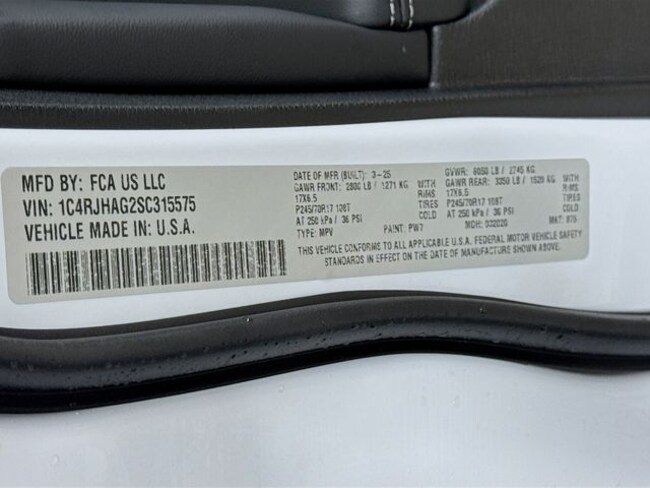 MFD BY: FCA US LLC
VIN: 1C4RJHAG2SC315575
VEHICLE MADE IN: U.S.A.
DATE OF MFR (BUILT): 3-25 GVWR: 6050 LB / 2745 KG
GAWR FRONT: 2800 LB / 1271 KG WITH GAWR REAR: 3350 LB / 1520 KG WITH
17X6.5 RIMS 17X6.5 RIMS
P245/70R17 108T TIRES P245/70R17 108T TIRES
AT 250 kPa / 36 PSI COLD AT 250 kPa / 36 PSI COLD
TYPE: MPV PAINT: PW7 MDH: 032020 MKT: 875
THIS VEHICLE CONFORMS TO ALL APPLICABLE U.S.A. FEDERAL MOTOR VEHICLE SAFETY
STANDARDS IN EFFECT ON THE DATE OF MANUFACTURE SHOWN ABOVE.